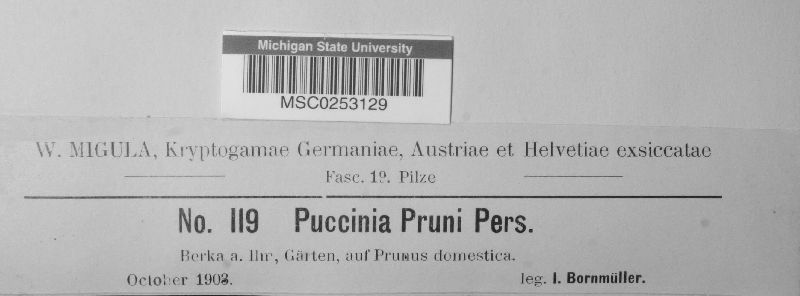 Michigan State University
MSC0253129
W. MIGULA, Kryptogamae Germaniae, Austriae et Helvetiae exsiccatae
Fasc. 19. Pilze
No. 119 Puccinia Pruni Pers.
Berka a. Ilm, Gärten, auf Prunus domestica.
October 1903.
leg. I. Bornmüller.